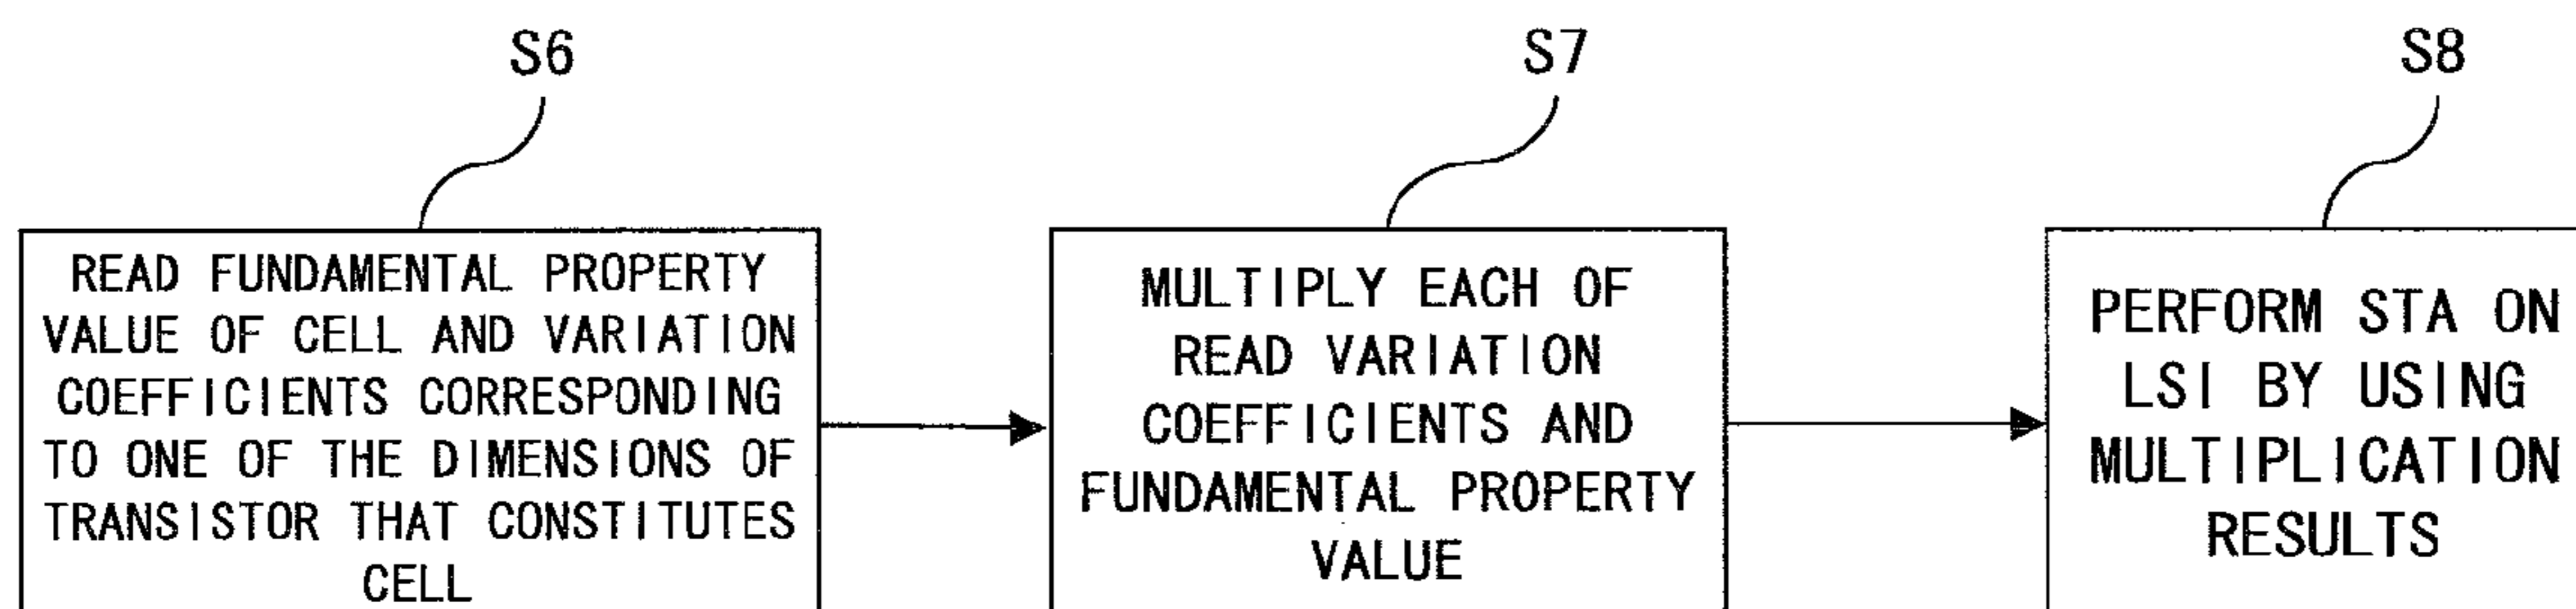 S6
READ FUNDAMENTAL PROPERTY
VALUE OF CELL AND VARIATION
COEFFICIENTS CORRESPONDING
TO ONE OF THE DIMENSIONS OF
TRANSISTOR THAT CONSTITUTES
CELL
S7
MULTIPLY EACH OF
READ VARIATION
COEFFICIENTS AND
FUNDAMENTAL PROPERTY
VALUE
S8
PERFORM STA ON
LSI BY USING
MULTIPLICATION
RESULTS